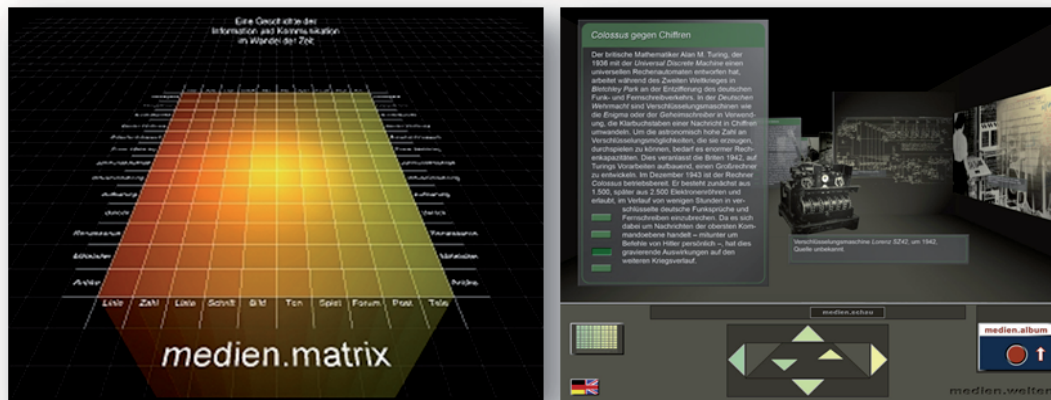 Eine Geschichte der
Information und Kommunikation
im Wandel der Zeit
Linie Zahl Linie Schrift Bild Ton Spiel Forum Post Tele
medien.matrix
Colossus gegen Chiffren
Der britische Mathematiker Alan M. Turing, der
1936 mit der Universal Discrete Machine einen
universellen Rechenautomaten entworfen hat,
arbeitet während des Zweiten Weltkrieges in
Bletchley Park an der Entzifferung des deutschen
Funk- und Fernschreibverkehrs. In der Deutschen
Wehrmacht sind Verschlüsselungsmaschinen wie
die Enigma oder der Geheimschreiber in Verwend-
ung, die Klarbuchstaben einer Nachricht in Chiffren
umwandeln. Um die astronomisch hohe Zahl an
Verschlüsselungsmöglichkeiten, die sie erzeugen,
durchspielen zu können, bedarf es enormer Rech-
enkapazitäten. Dies veranlasst die Briten 1942, auf
Turings Vorarbeiten aufbauend, einen Großrechner
zu entwickeln. Im Dezember 1943 ist der Rechner
Colossus betriebsbereit. Er besteht zunächst aus
1.500, später aus 2.500 Elektronenröhren und
erlaubt, im Verlauf von wenigen Stunden in ver-
schlüsselte deutsche Funksprüche und
Fernschreiben einzubrechen. Da es sich
dabei um Nachrichten der obersten Kom-
mandoebene handelt – mitunter um
Befehle von Hitler persönlich –, hat dies
gravierende Auswirkungen auf den
weiteren Kriegsverlauf.
Verschlüsselungsmaschine Lorenz SZ42, um 1942,
Quelle unbekannt.
medien.schau
medien.album
medien.welten